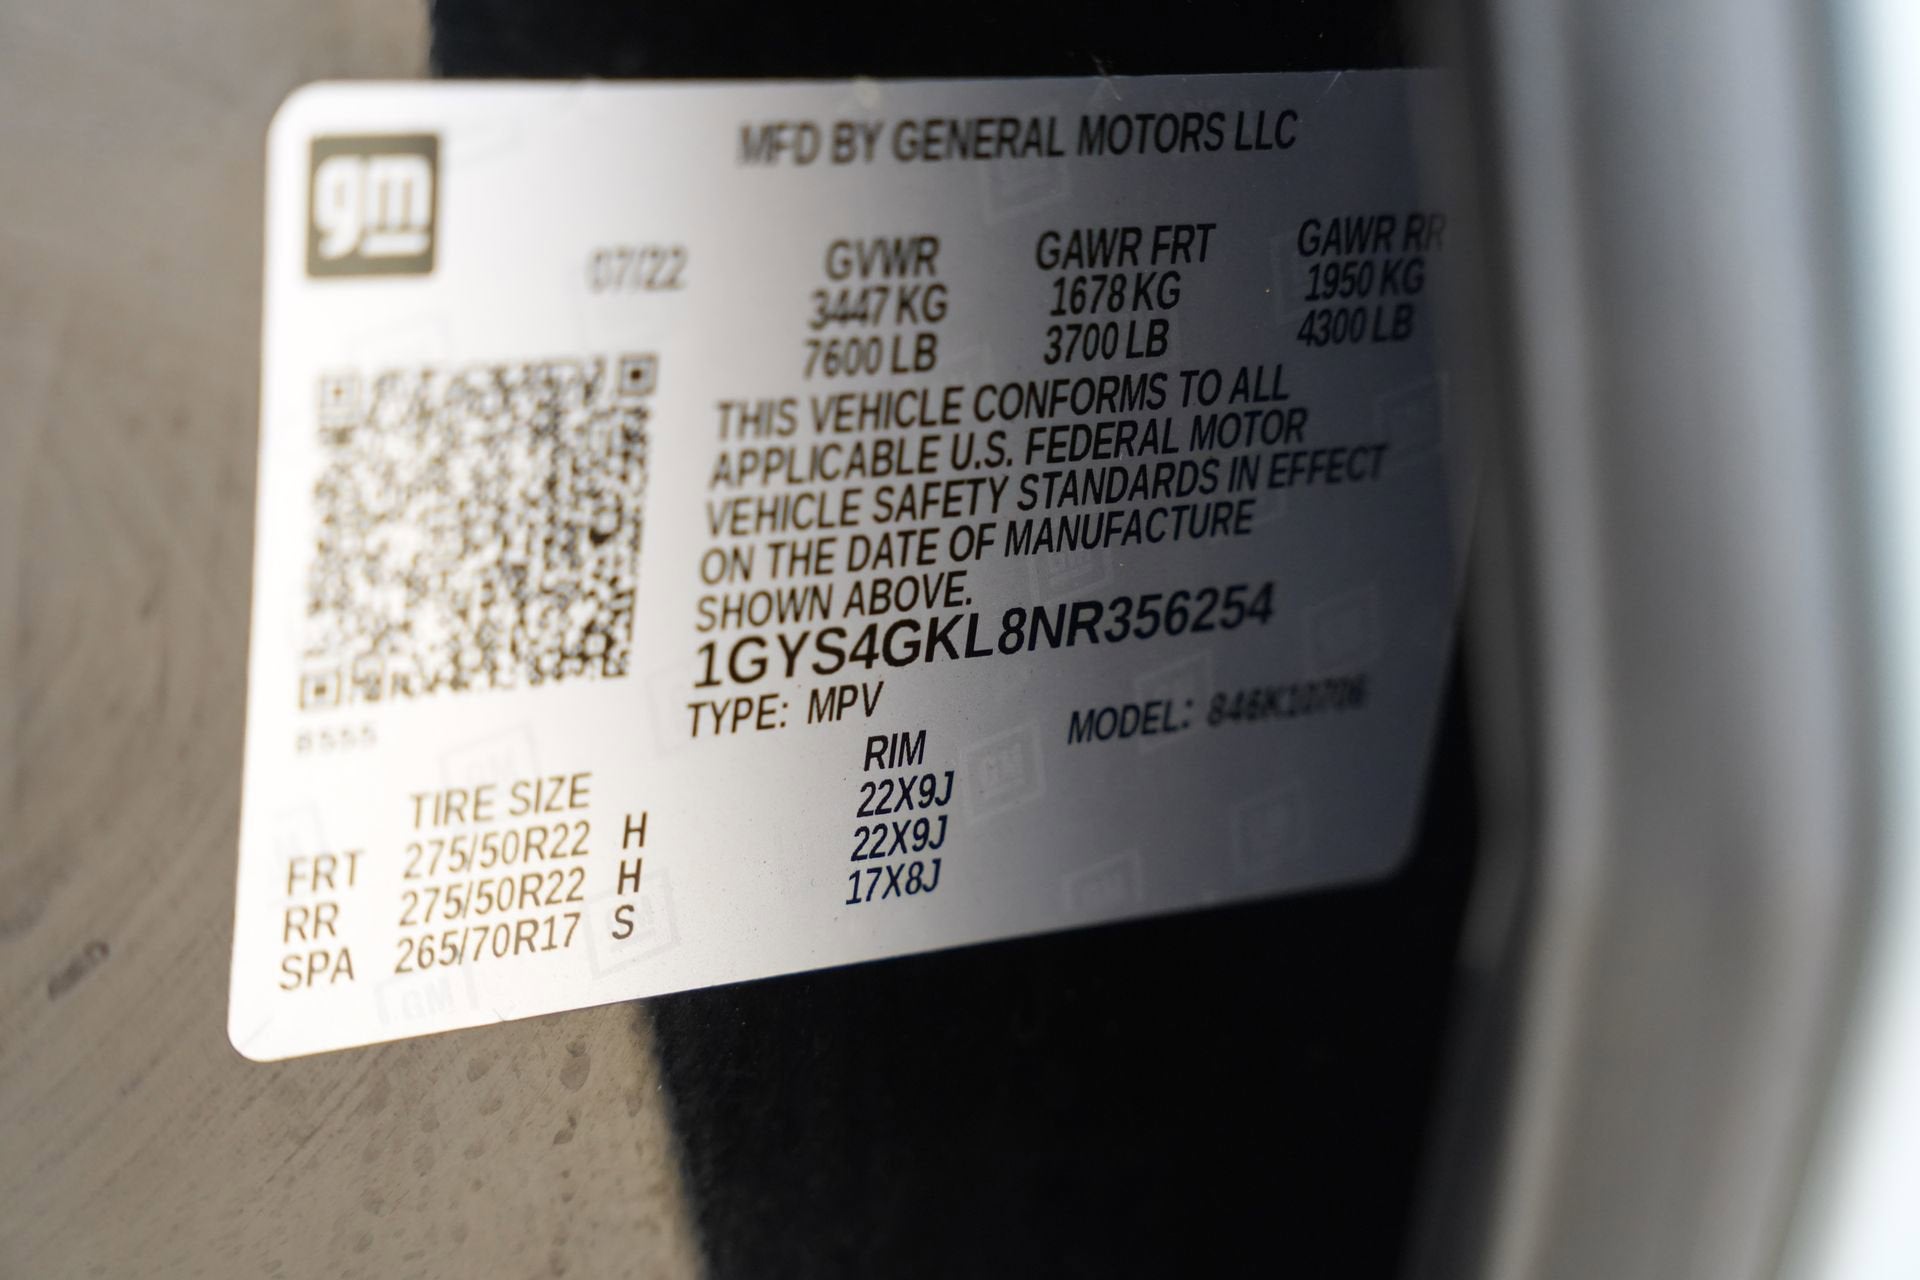 gm
MFD BY GENERAL MOTORS LLC
07/22
GVWR GAWR FRT GAWR RR
3447 KG 1678 KG 1950 KG
7600 LB 3700 LB 4300 LB
THIS VEHICLE CONFORMS TO ALL
APPLICABLE U.S. FEDERAL MOTOR
VEHICLE SAFETY STANDARDS IN EFFECT
ON THE DATE OF MANUFACTURE
SHOWN ABOVE.
1GYS4GKL8NR356254
TYPE: MPV MODEL: 846K10706
TIRE SIZE RIM
FRT 275/50R22 H 22X9J
RR 275/50R22 H 22X9J
SPA 265/70R17 S 17X8J